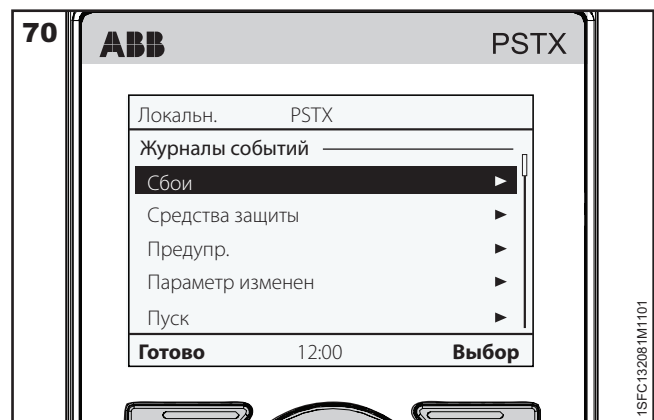 70
ABB PSTX
Локальн. PSTX
Журналы событий
Сбои
Средства защиты
Предупр.
Параметр изменен
Пуск
Готово 12:00 Выбор
1SFC132081M1101